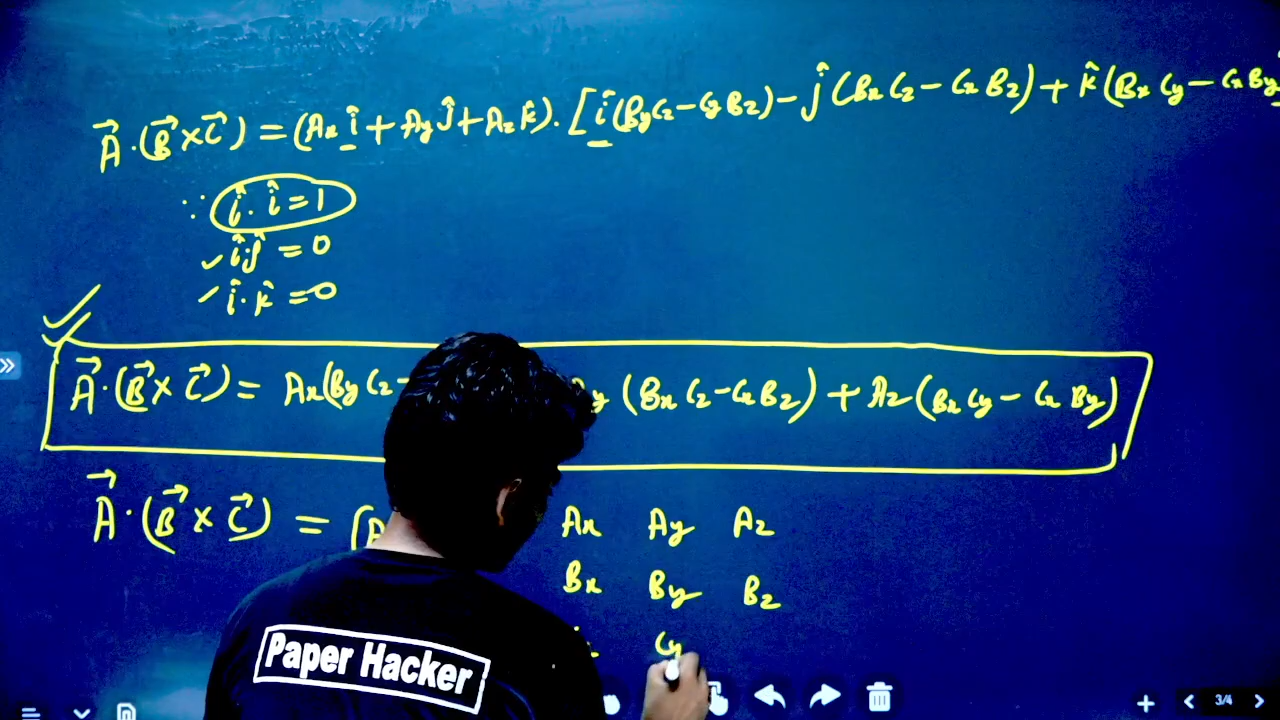 A⃗·(B⃗×C⃗) = (Ax î + Ay ĵ + Az k̂)·[î(ByCz−CyBz) − ĵ(BxCz−CxBz) + k̂(BxCy−CxBy
∵ î·î = 1
✓ î·ĵ = 0
✓ î·k̂ = 0
A⃗·(B⃗×C⃗) = Ax(ByCz− y (BxCz−CxBz) + Az(BxCy−CxBy)
A⃗·(B⃗×C⃗) = [A Ax Ay Az
Bx By Bz
Cy
Paper Hacker
3/4